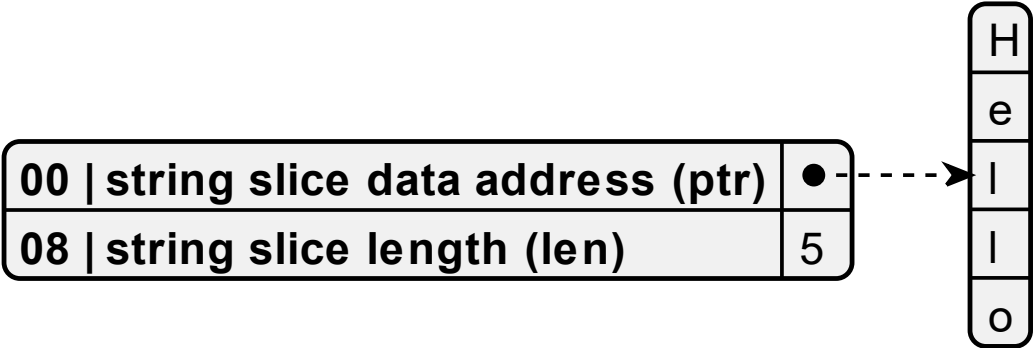 00 | string slice data address (ptr)
08 | string slice length (len) 5
H
e
l
l
o